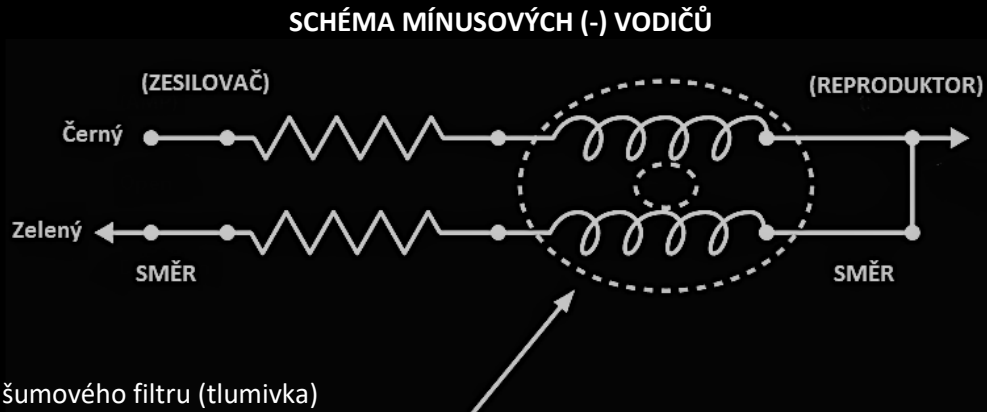 SCHÉMA MÍNUSOVÝCH (-) VODIČŮ
(ZESILOVAČ)
(REPRODUKTOR)
Černý
Zelený
SMĚR
SMĚR
šumového filtru (tlumivka)